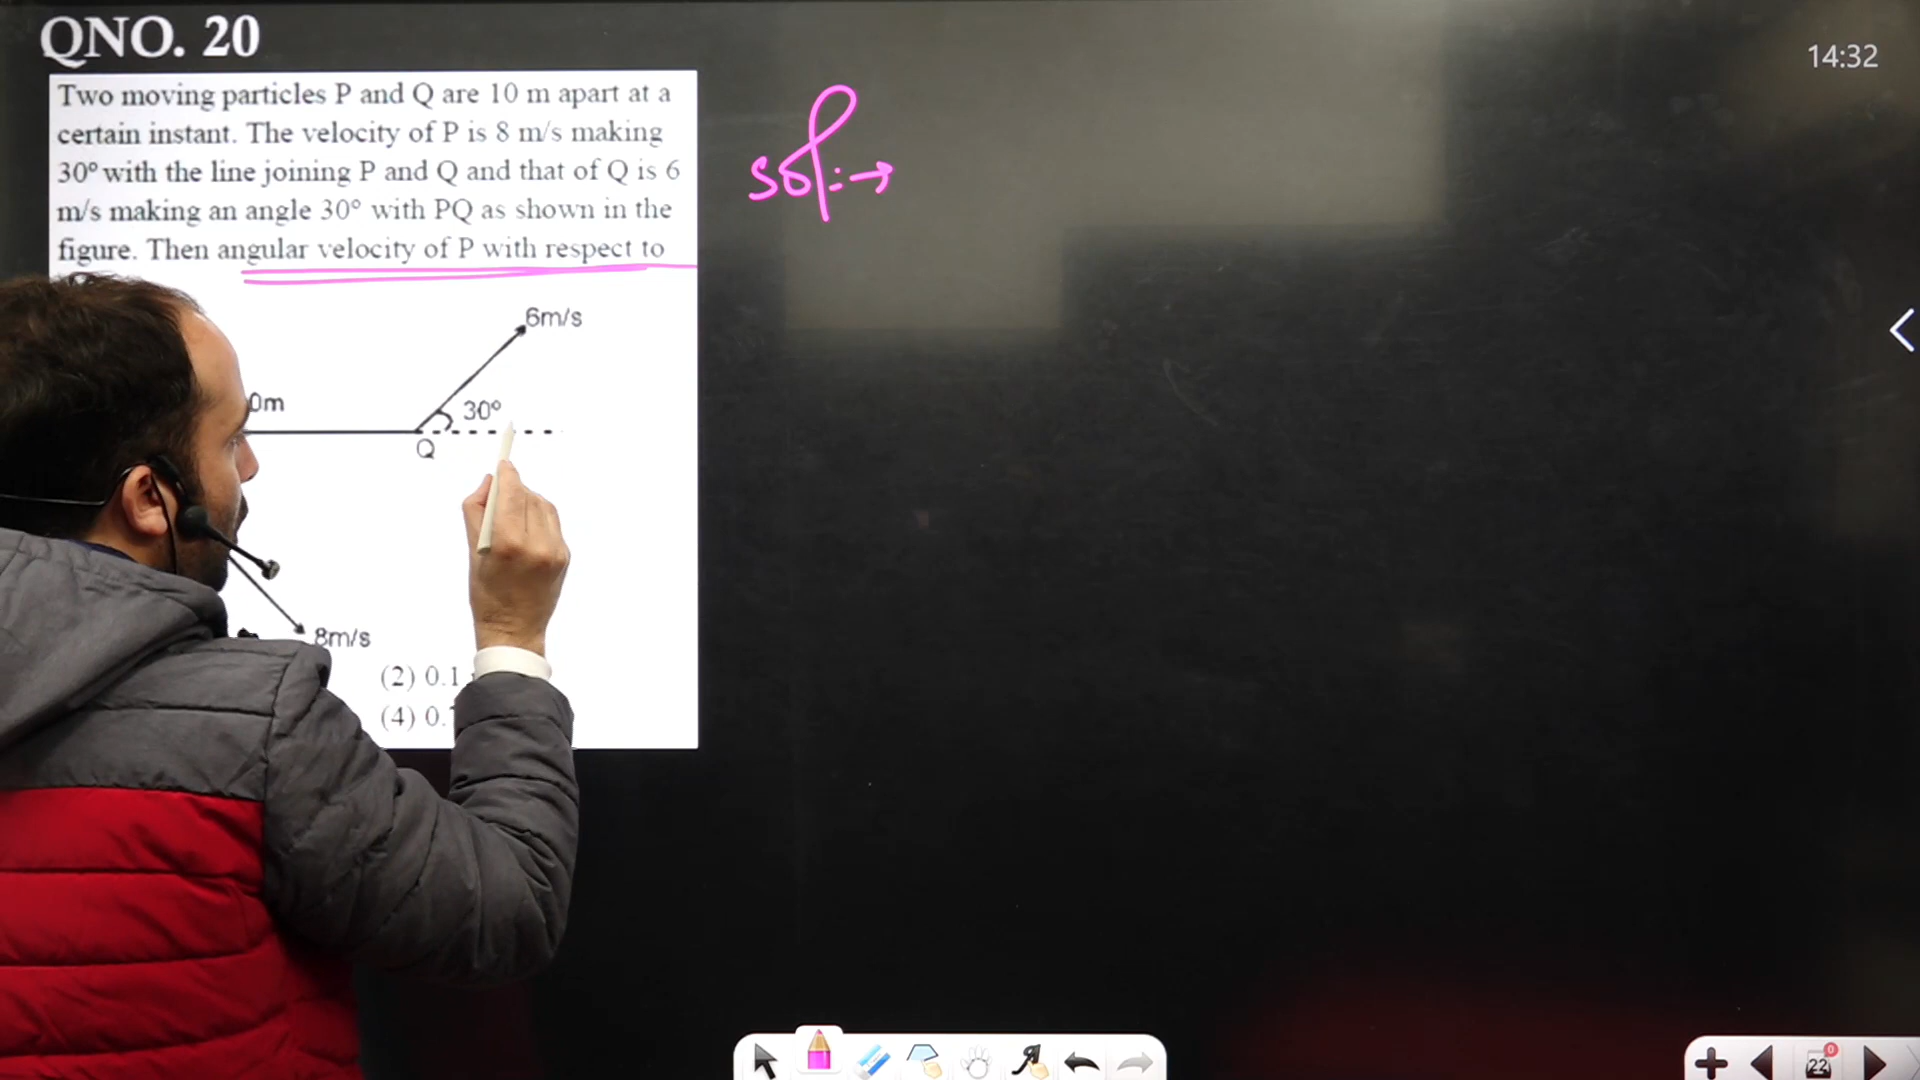 QNO. 20
14:32
Two moving particles P and Q are 10 m apart at a
certain instant. The velocity of P is 8 m/s making
30° with the line joining P and Q and that of Q is 6
m/s making an angle 30° with PQ as shown in the
figure. Then angular velocity of P with respect to
sol:→
6m/s
0m
30°
Q
8m/s
(2) 0.1
(4) 0.
22
0